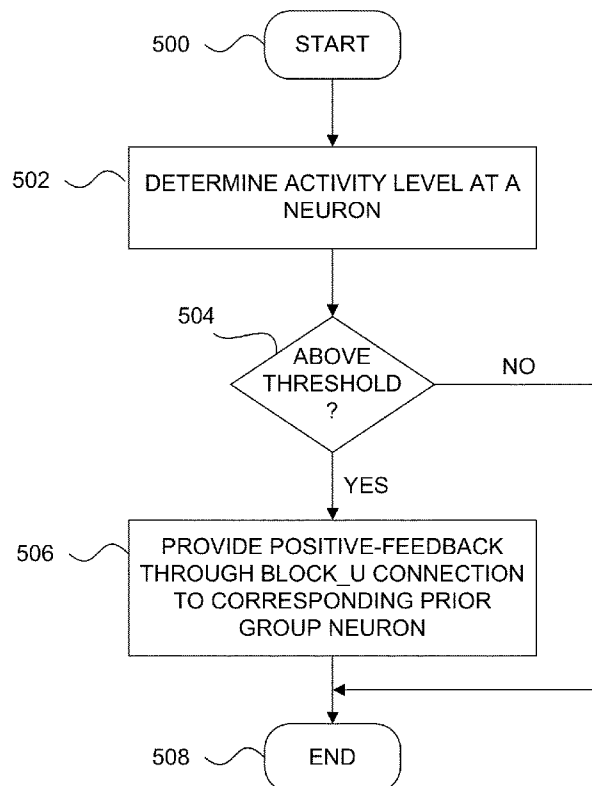 500
START
502
DETERMINE ACTIVITY LEVEL AT A
NEURON
504
ABOVE
THRESHOLD
?
NO
YES
506
PROVIDE POSITIVE-FEEDBACK
THROUGH BLOCK_U CONNECTION
TO CORRESPONDING PRIOR
GROUP NEURON
508
END